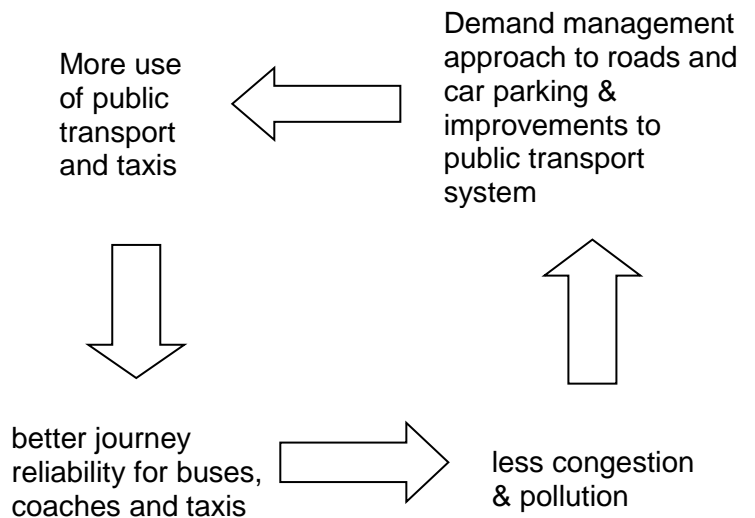 Demand management
approach to roads and
car parking &
improvements to
public transport
system
More use
of public
transport
and taxis
better journey
reliability for buses,
coaches and taxis
less congestion
& pollution